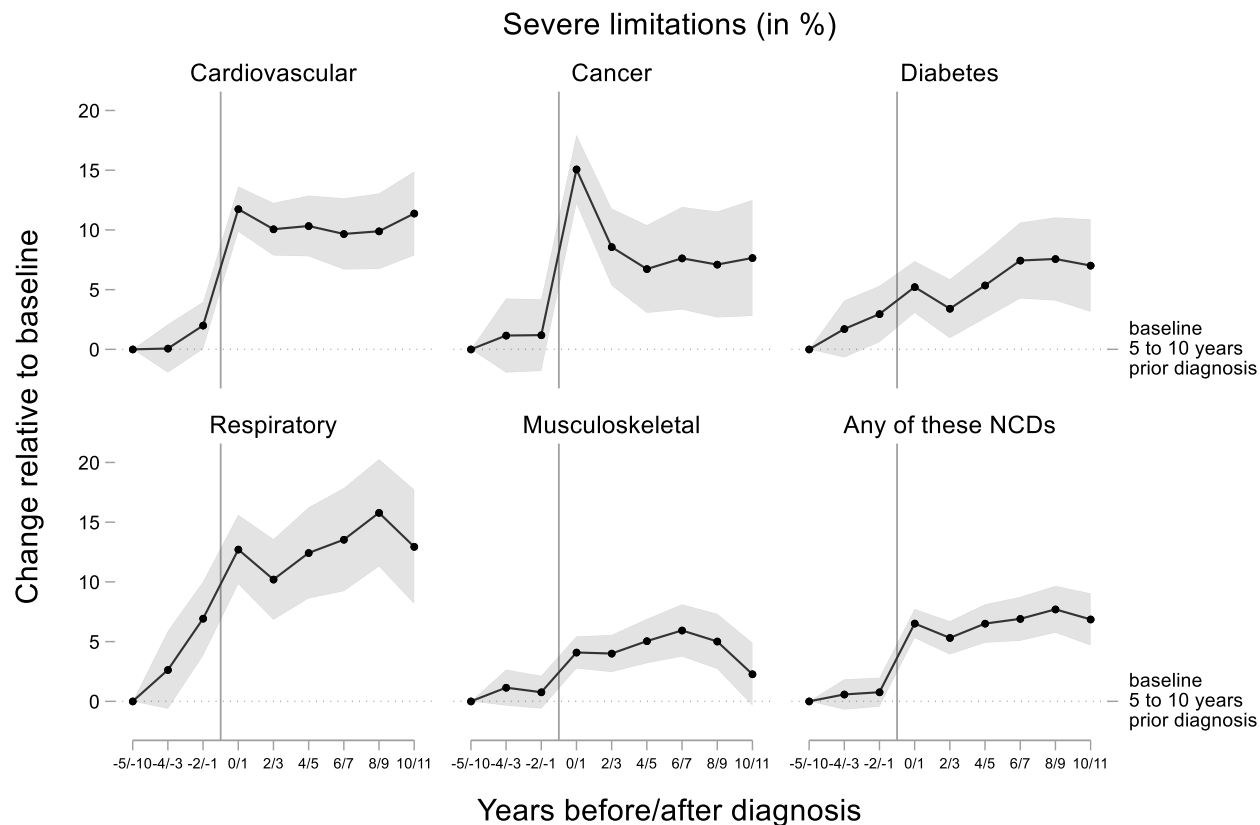 Severe limitations (in %)
Cardiovascular
Cancer
Diabetes
20
15
10
5
0
baseline
5 to 10 years
prior diagnosis
Change relative to baseline
Respiratory
Musculoskeletal
Any of these NCDs
20
15
10
5
0
baseline
5 to 10 years
prior diagnosis
-5/-10 -4/-3 -2/-1 0/1 2/3 4/5 6/7 8/9 10/11
-5/-10 -4/-3 -2/-1 0/1 2/3 4/5 6/7 8/9 10/11
-5/-10 -4/-3 -2/-1 0/1 2/3 4/5 6/7 8/9 10/11
Years before/after diagnosis